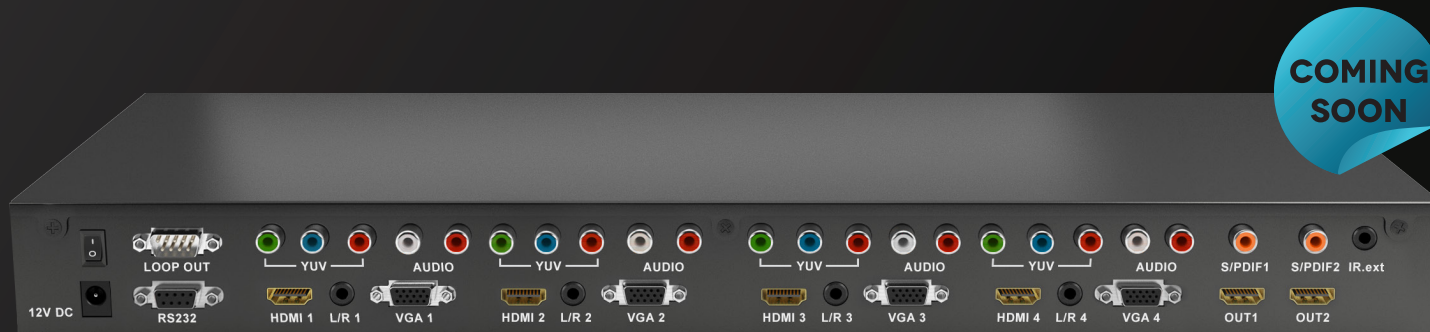 COMING
SOON
LOOP OUT
YUV
AUDIO
YUV
AUDIO
YUV
AUDIO
YUV
AUDIO
S/PDIF1
S/PDIF2
IR.ext
12V DC
RS232
HDMI 1
L/R 1
VGA 1
HDMI 2
L/R 2
VGA 2
HDMI 3
L/R 3
VGA 3
HDMI 4
L/R 4
VGA 4
OUT1
OUT2